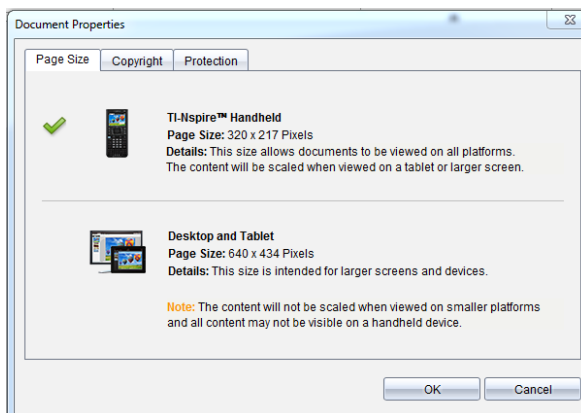 Document Properties
Page Size Copyright Protection
TI-Nspire™ Handheld
Page Size: 320 x 217 Pixels
Details: This size allows documents to be viewed on all platforms.
The content will be scaled when viewed on a tablet or larger screen.
Desktop and Tablet
Page Size: 640 x 434 Pixels
Details: This size is intended for larger screens and devices.
Note: The content will not be scaled when viewed on smaller platforms
and all content may not be visible on a handheld device.
OK Cancel